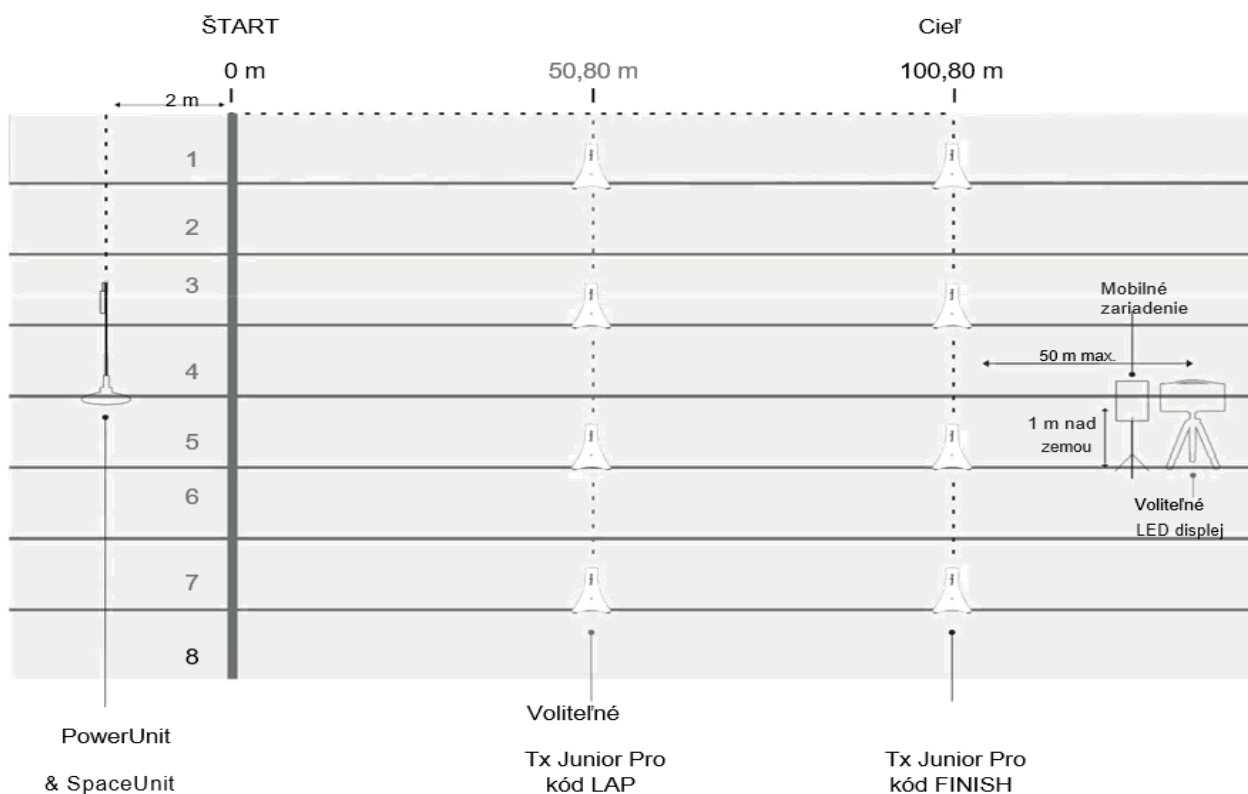 ŠTART
Cieľ
0 m
50,80 m
100,80 m
2 m
1
2
3
Mobilné
zariadenie
50 m max.
4
1 m nad
zemou
5
6
Voliteľné
LED displej
7
8
PowerUnit
& SpaceUnit
Voliteľné
Tx Junior Pro
kód LAP
Tx Junior Pro
kód FINISH